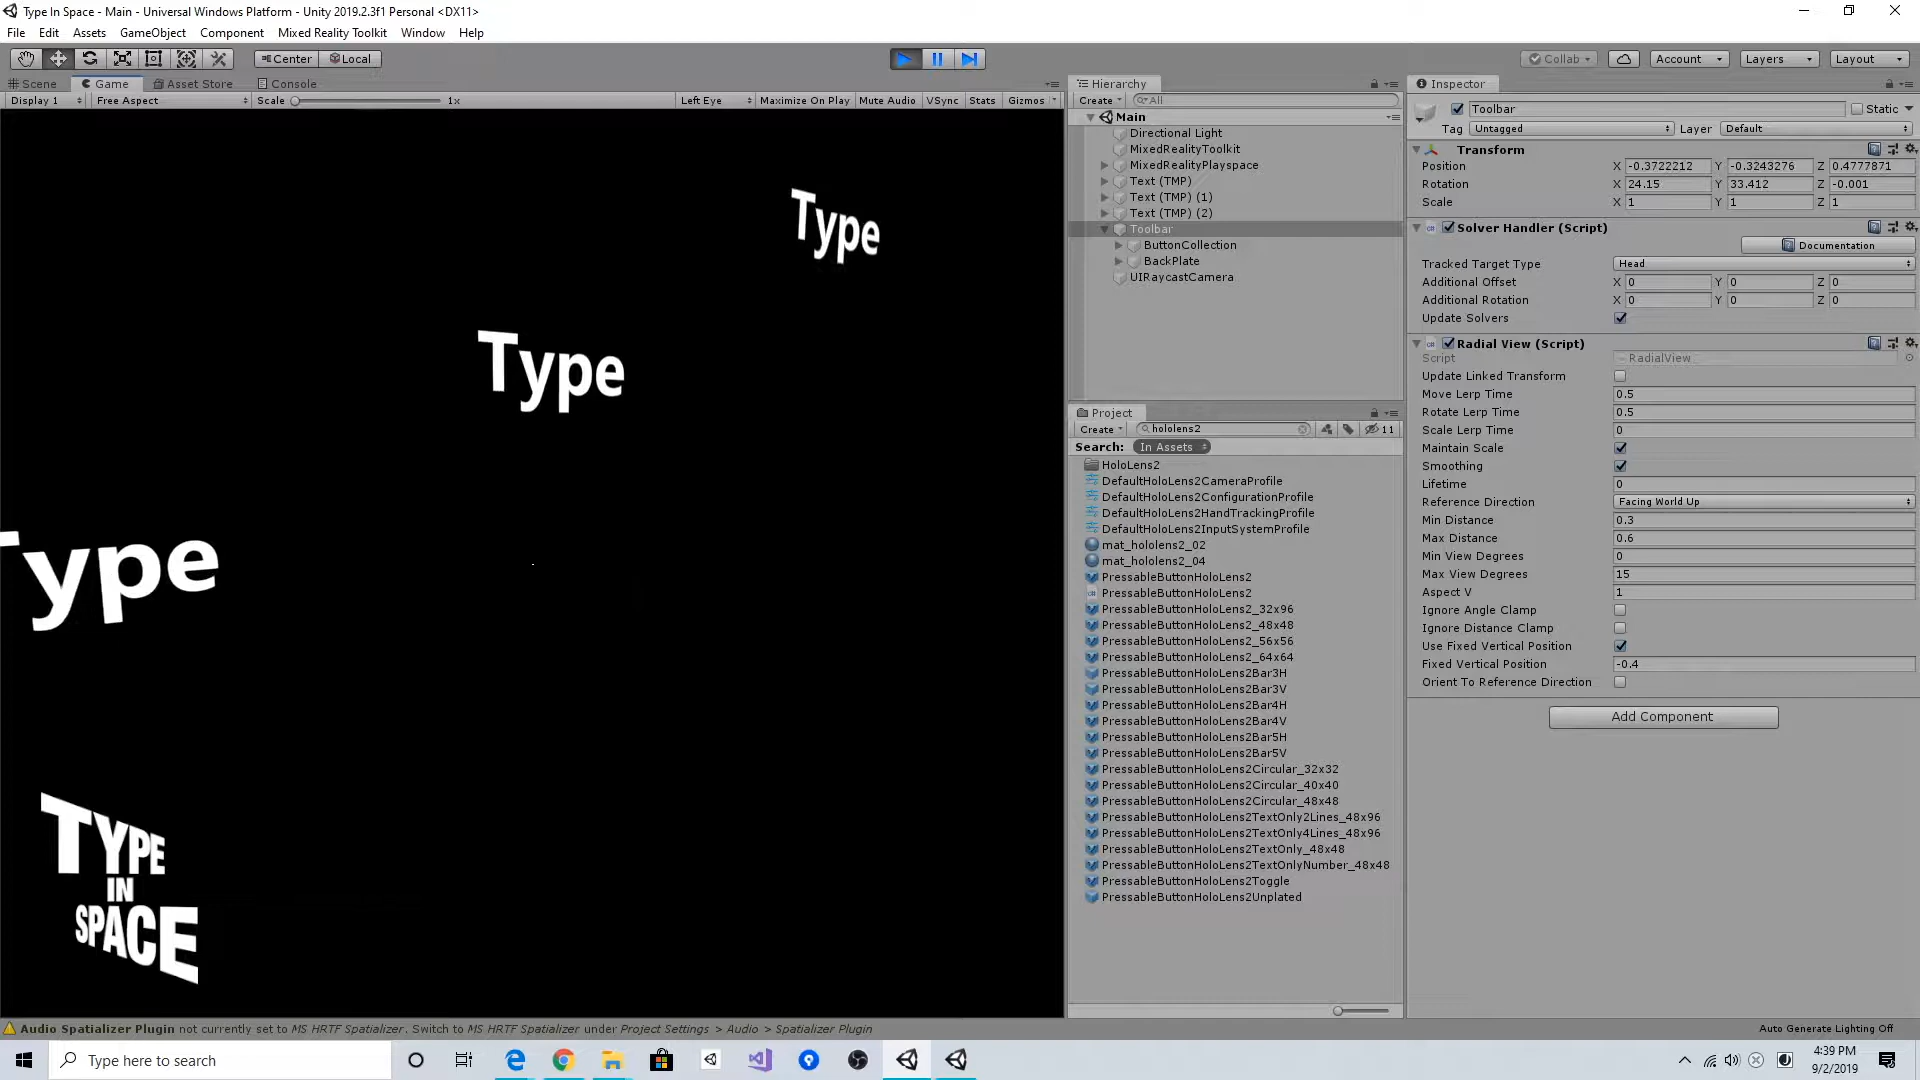 Type In Space - Main - Universal Windows Platform - Unity 2019.2.3f1 Personal <DX11>
File Edit Assets GameObject Component Mixed Reality Toolkit Window Help
Center Local
Collab Account Layers Layout
Scene Game Asset Store Console
Display 1 Free Aspect Scale 1x Left Eye Maximize On Play Mute Audio VSync Stats Gizmos
Type
Type
Type
TYPE
IN
SPACE
Hierarchy
Create All
Main
Directional Light
MixedRealityToolkit
MixedRealityPlayspace
Text (TMP)
Text (TMP) (1)
Text (TMP) (2)
Toolbar
ButtonCollection
BackPlate
UIRaycastCamera
Project
Create hololens2 11
Search: In Assets
HoloLens2
DefaultHoloLens2CameraProfile
DefaultHoloLens2ConfigurationProfile
DefaultHoloLens2HandTrackingProfile
DefaultHoloLens2InputSystemProfile
mat_hololens2_02
mat_hololens2_04
PressableButtonHoloLens2
PressableButtonHoloLens2
PressableButtonHoloLens2_32x96
PressableButtonHoloLens2_48x48
PressableButtonHoloLens2_56x56
PressableButtonHoloLens2_64x64
PressableButtonHoloLens2Bar3H
PressableButtonHoloLens2Bar3V
PressableButtonHoloLens2Bar4H
PressableButtonHoloLens2Bar4V
PressableButtonHoloLens2Bar5H
PressableButtonHoloLens2Bar5V
PressableButtonHoloLens2Circular_32x32
PressableButtonHoloLens2Circular_40x40
PressableButtonHoloLens2Circular_48x48
PressableButtonHoloLens2TextOnly2Lines_48x96
PressableButtonHoloLens2TextOnly4Lines_48x96
PressableButtonHoloLens2TextOnly_48x48
PressableButtonHoloLens2TextOnlyNumber_48x48
PressableButtonHoloLens2Toggle
PressableButtonHoloLens2Unplated
Inspector
Toolbar Static
Tag Untagged Layer Default
Transform
Position X -0.3722212 Y -0.3243276 Z 0.4777871
Rotation X 24.15 Y 33.412 Z -0.001
Scale X 1 Y 1 Z 1
Solver Handler (Script)
Documentation
Tracked Target Type Head
Additional Offset X 0 Y 0 Z 0
Additional Rotation X 0 Y 0 Z 0
Update Solvers
Radial View (Script)
Script RadialView
Update Linked Transform
Move Lerp Time 0.5
Rotate Lerp Time 0.5
Scale Lerp Time 0
Maintain Scale
Smoothing
Lifetime 0
Reference Direction Facing World Up
Min Distance 0.3
Max Distance 0.6
Min View Degrees 0
Max View Degrees 15
Aspect V 1
Ignore Angle Clamp
Ignore Distance Clamp
Use Fixed Vertical Position
Fixed Vertical Position -0.4
Orient To Reference Direction
Add Component
Audio Spatializer Plugin not currently set to MS HRTF Spatializer. Switch to MS HRTF Spatializer under Project Settings > Audio > Spatializer Plugin
Auto Generate Lighting Off
Type here to search
4:39 PM
9/2/2019